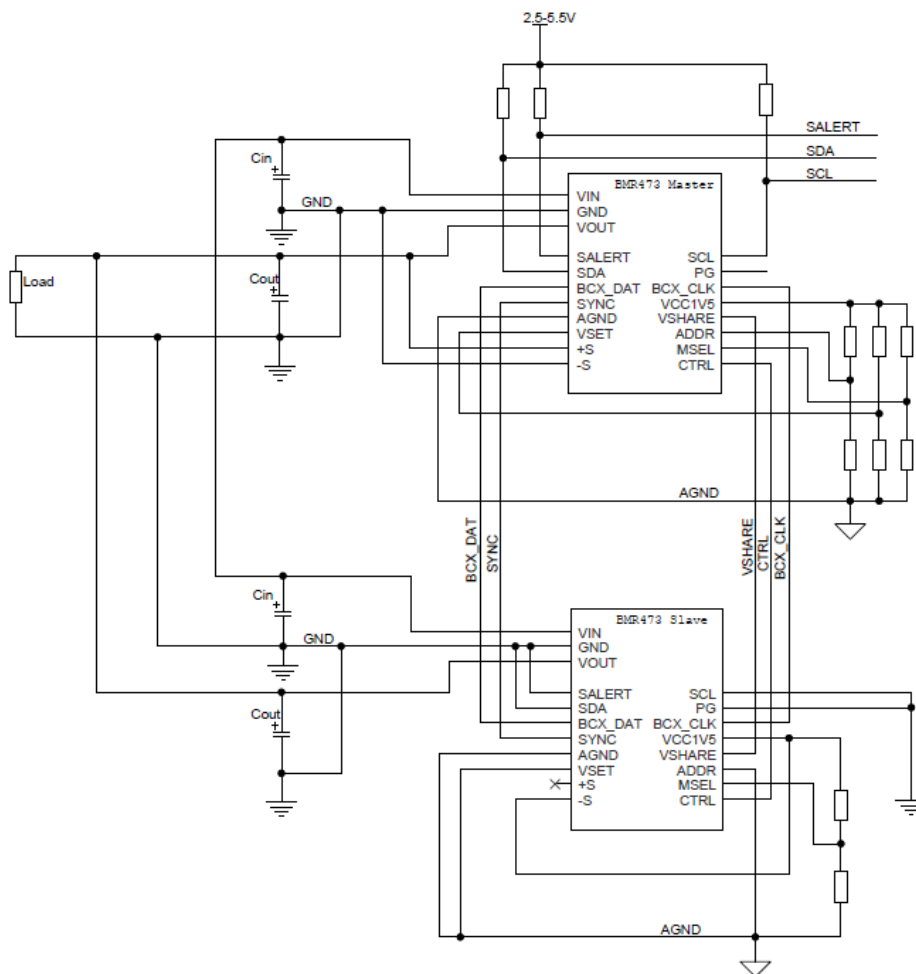 2.5-5.5V
SALERT
SDA
SCL
Cin
GND
BMR473 Master
VIN
GND
VOUT
SALERT
SDA
BCX_DAT
SYNC
AGND
VSET
+S
-S
SCL
PG
BCX_CLK
VCC1V5
VSHARE
ADDR
MSEL
CTRL
Load
Cout
AGND
BCX_DAT
SYNC
VSHARE
CTRL
BCX_CLK
Cin
GND
Cout
BMR473 Slave
VIN
GND
VOUT
SALERT
SDA
BCX_DAT
SYNC
AGND
VSET
+S
-S
SCL
PG
BCX_CLK
VCC1V5
VSHARE
ADDR
MSEL
CTRL
AGND